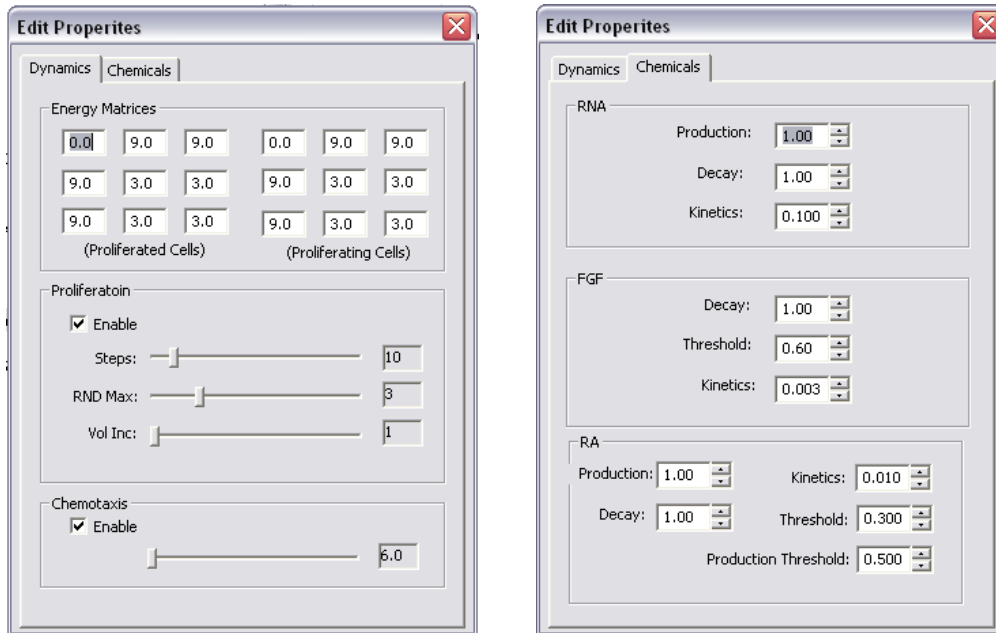 Edit Properites
Dynamics Chemicals
Energy Matrices
0.0 9.0 9.0 0.0 9.0 9.0
9.0 3.0 3.0 9.0 3.0 3.0
9.0 3.0 3.0 9.0 3.0 3.0
(Proliferated Cells) (Proliferating Cells)
Proliferatoin
Enable
Steps: 10
RND Max: 3
Vol Inc: 1
Chemotaxis
Enable
6.0
Edit Properites
Dynamics Chemicals
RNA
Production: 1.00
Decay: 1.00
Kinetics: 0.100
FGF
Decay: 1.00
Threshold: 0.60
Kinetics: 0.003
RA
Production: 1.00 Kinetics: 0.010
Decay: 1.00 Threshold: 0.300
Production Threshold: 0.500